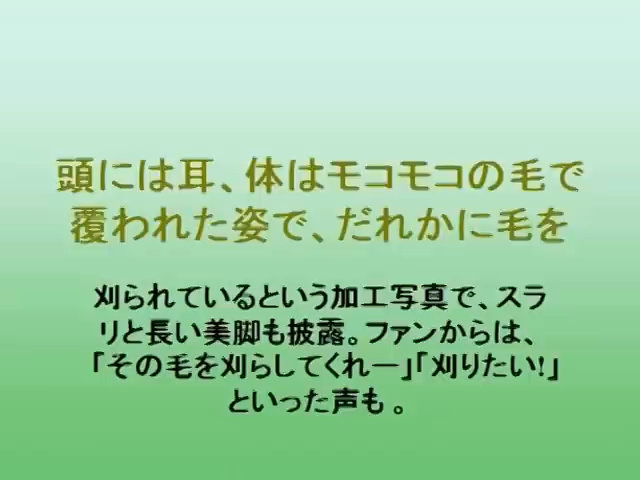 頭には耳、体はモコモコの毛で
覆われた姿で、だれかに毛を
刈られているという加工写真で、スラ
リと長い美脚も披露。ファンからは、
「その毛を刈らしてくれー」「刈りたい!」
といった声も 。